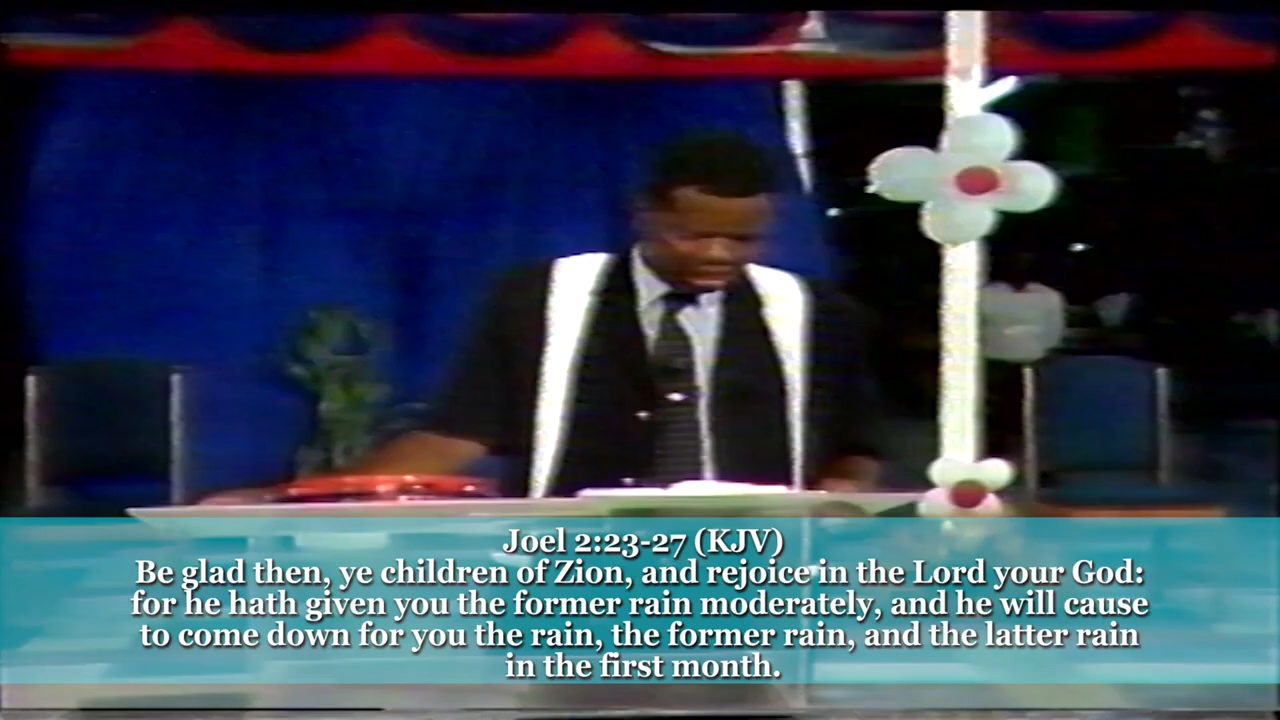 Joel 2:23-27 (KJV)
Be glad then, ye children of Zion, and rejoice in the Lord your God:
for he hath given you the former rain moderately, and he will cause
to come down for you the rain, the former rain, and the latter rain
in the first month.